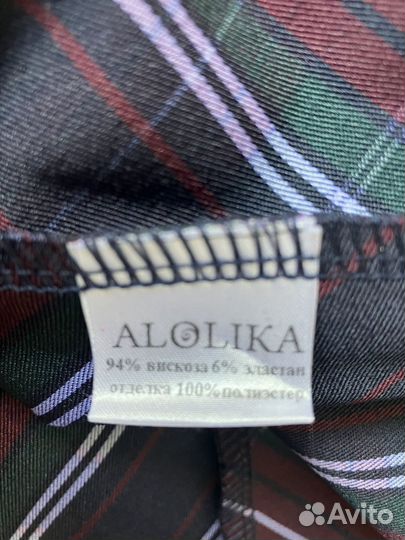 ALOLIKA
94% вискоза 6% эластан
отделка 100% полиэстер
Avito